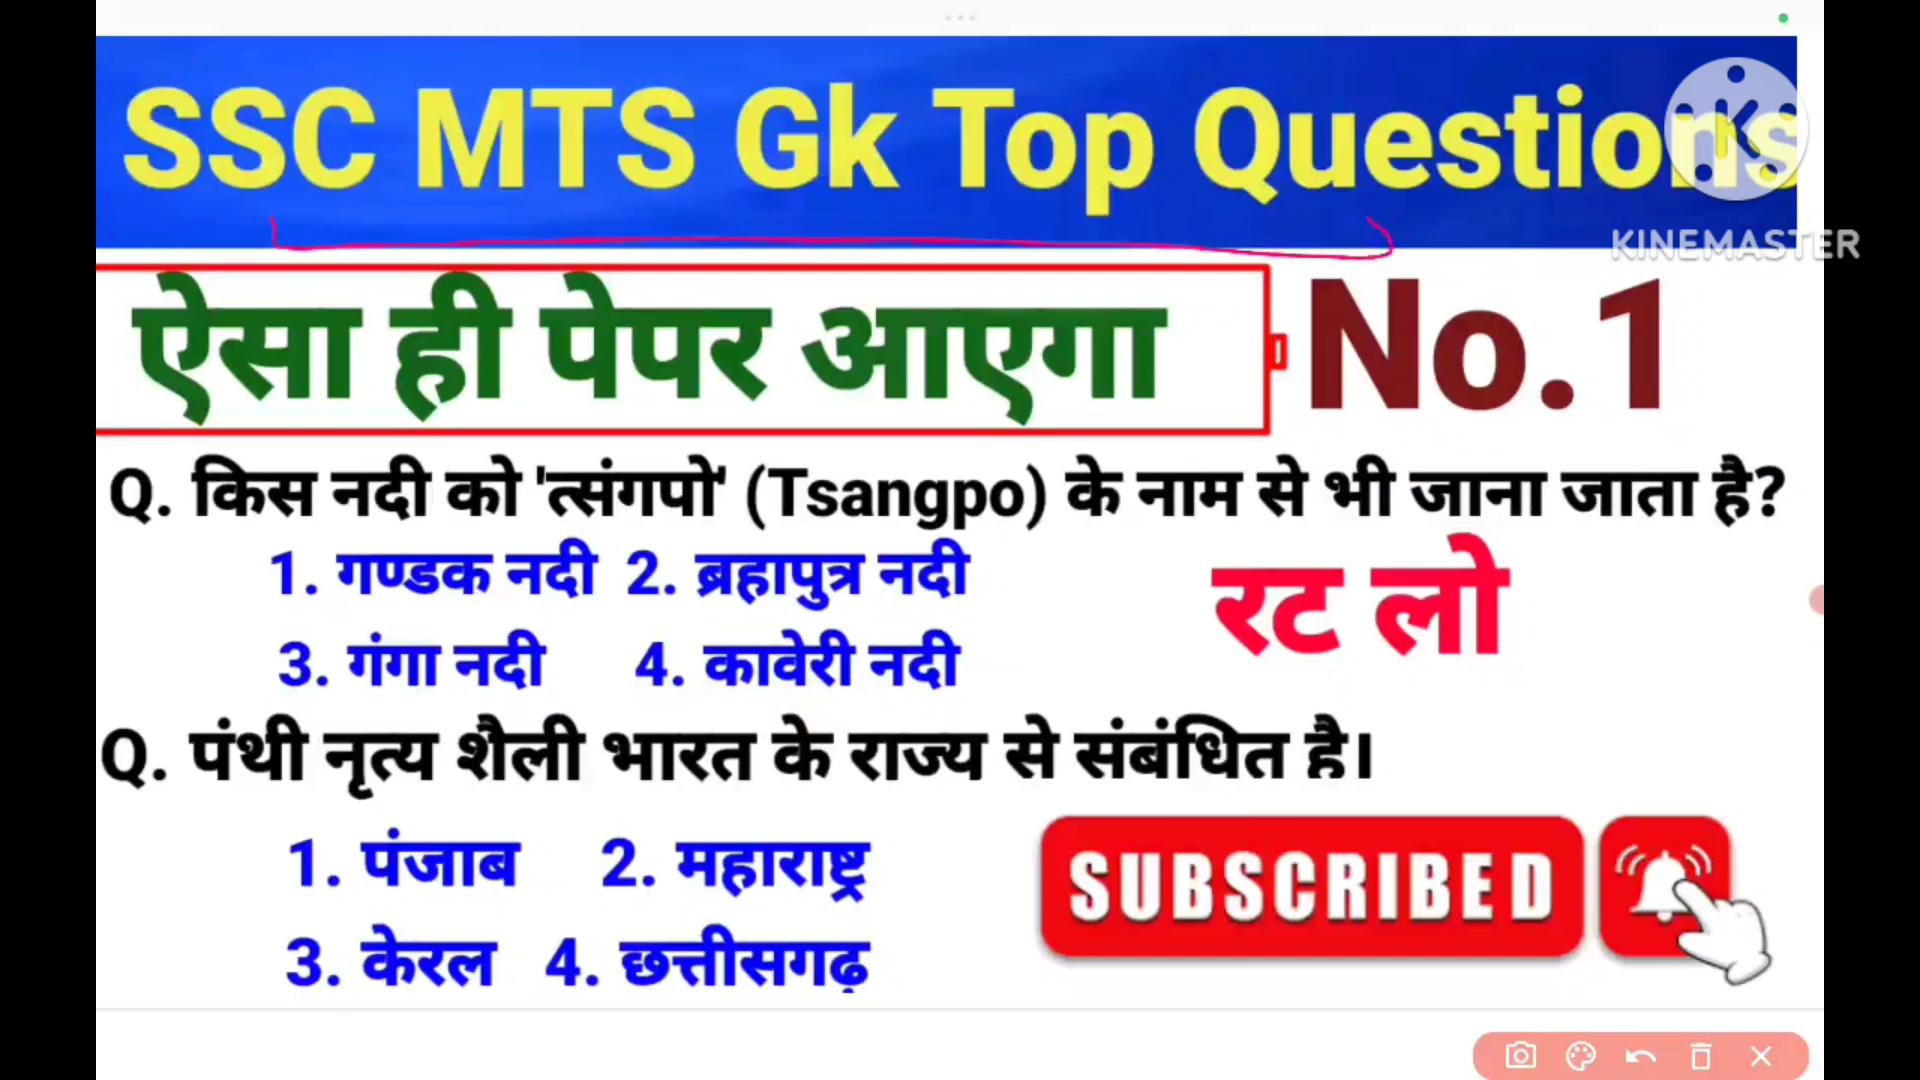 SSC MTS Gk Top Questions
KINEMASTER
ऐसा ही पेपर आएगा
No.1
Q. किस नदी को 'त्संगपो' (Tsangpo) के नाम से भी जाना जाता है?
1. गण्डक नदी 2. ब्रहापुत्र नदी
3. गंगा नदी 4. कावेरी नदी
रट लो
Q. पंथी नृत्य शैली भारत के राज्य से संबंधित है।
1. पंजाब 2. महाराष्ट्र
3. केरल 4. छत्तीसगढ़
SUBSCRIBED